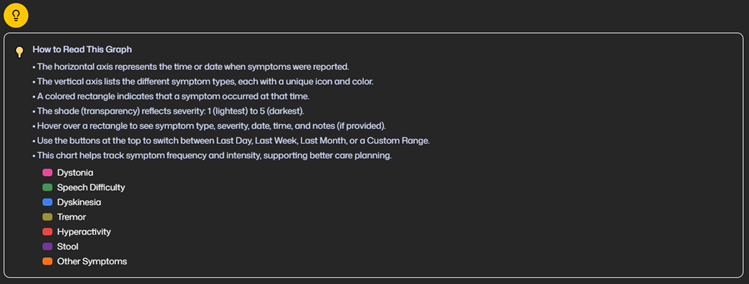 How to Read This Graph
• The horizontal axis represents the time or date when symptoms were reported.
• The vertical axis lists the different symptom types, each with a unique icon and color.
• A colored rectangle indicates that a symptom occurred at that time.
• The shade (transparency) reflects severity: 1 (lightest) to 5 (darkest).
• Hover over a rectangle to see symptom type, severity, date, time, and notes (if provided).
• Use the buttons at the top to switch between Last Day, Last Week, Last Month, or a Custom Range.
• This chart helps track symptom frequency and intensity, supporting better care planning.
Dystonia
Speech Difficulty
Dyskinesia
Tremor
Hyperactivity
Stool
Other Symptoms